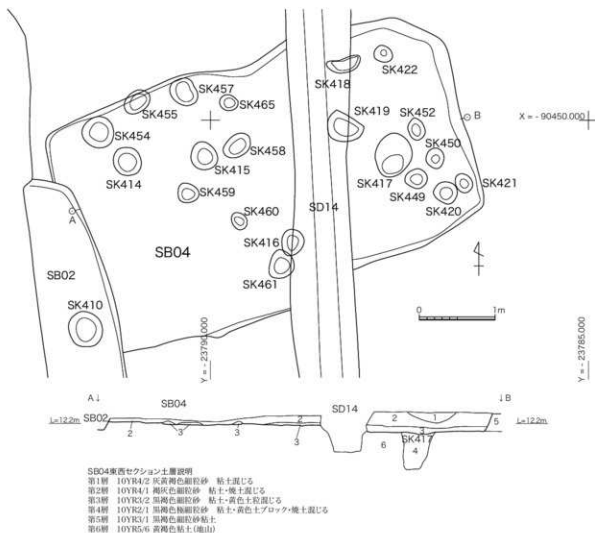 SK422
SK418
SK457
SK465
SK455
SK419
SK452
X = - 90450.000
B
SK454
SK458
SK450
SK415
SK414
SK417
SK449
SK421
SK459
SK420
A
SK460
SD14
SK416
SB04
SB02
SK461
SK410
0 1m
Y = - 23790.000
Y = - 23785.000
A↓
SB04
SD14
↓B
L=12.2m
SB02
2
2
1
5
L=12.2m
2
3
3
3
3
6
SK417
4
SB04東西セクション土層説明
第1層 10YR4/2 灰黄褐色細粒砂 粘土混じる
第2層 10YR4/1 褐灰色細粒砂 粘土・焼土混じる
第3層 10YR3/2 黒褐色細粒砂 粘土・黄色土粒混じる
第4層 10YR2/1 黒褐色極細粒砂 粘土・黄色土ブロック・焼土混じる
第5層 10YR3/1 黒褐色細粒砂粘土
第6層 10YR5/6 黄褐色粘土(地山)